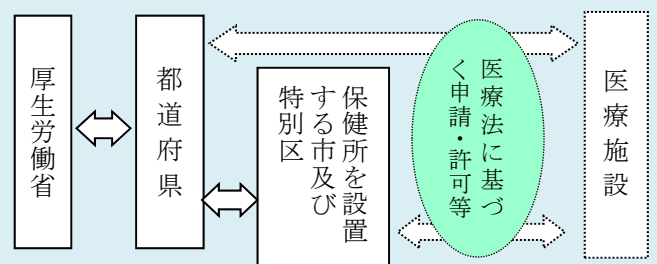 厚生労働省
都道府県
保健所を設置
する市及び
特別区
医療法に基づ
く申請・許可等
医療施設